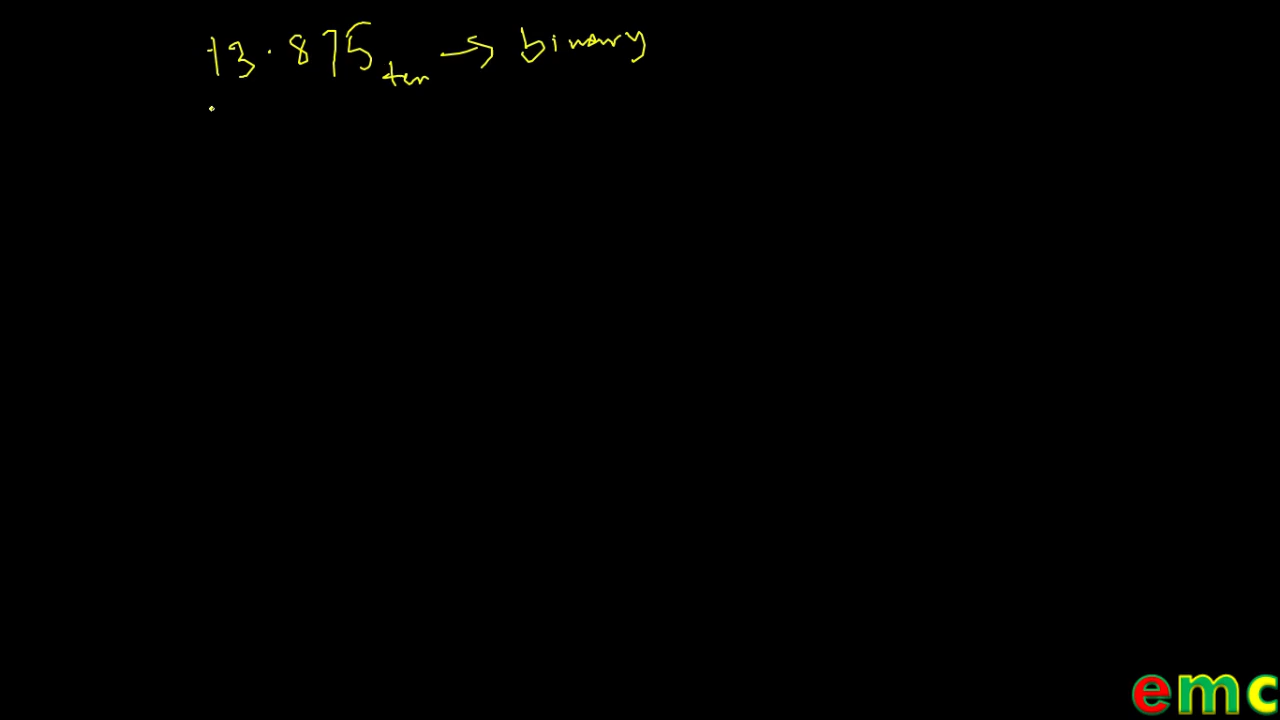 13.875ten → binary
emc